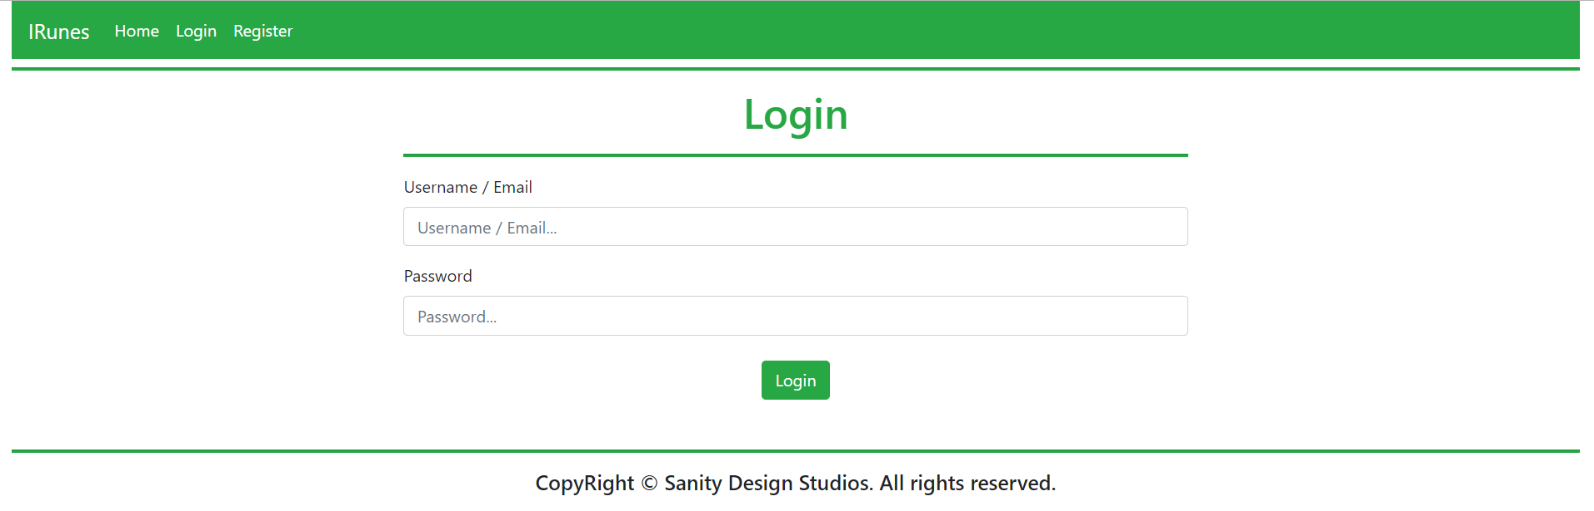 IRunes Home Login Register
Login
Username / Email
Username / Email...
Password
Password...
Login
CopyRight © Sanity Design Studios. All rights reserved.